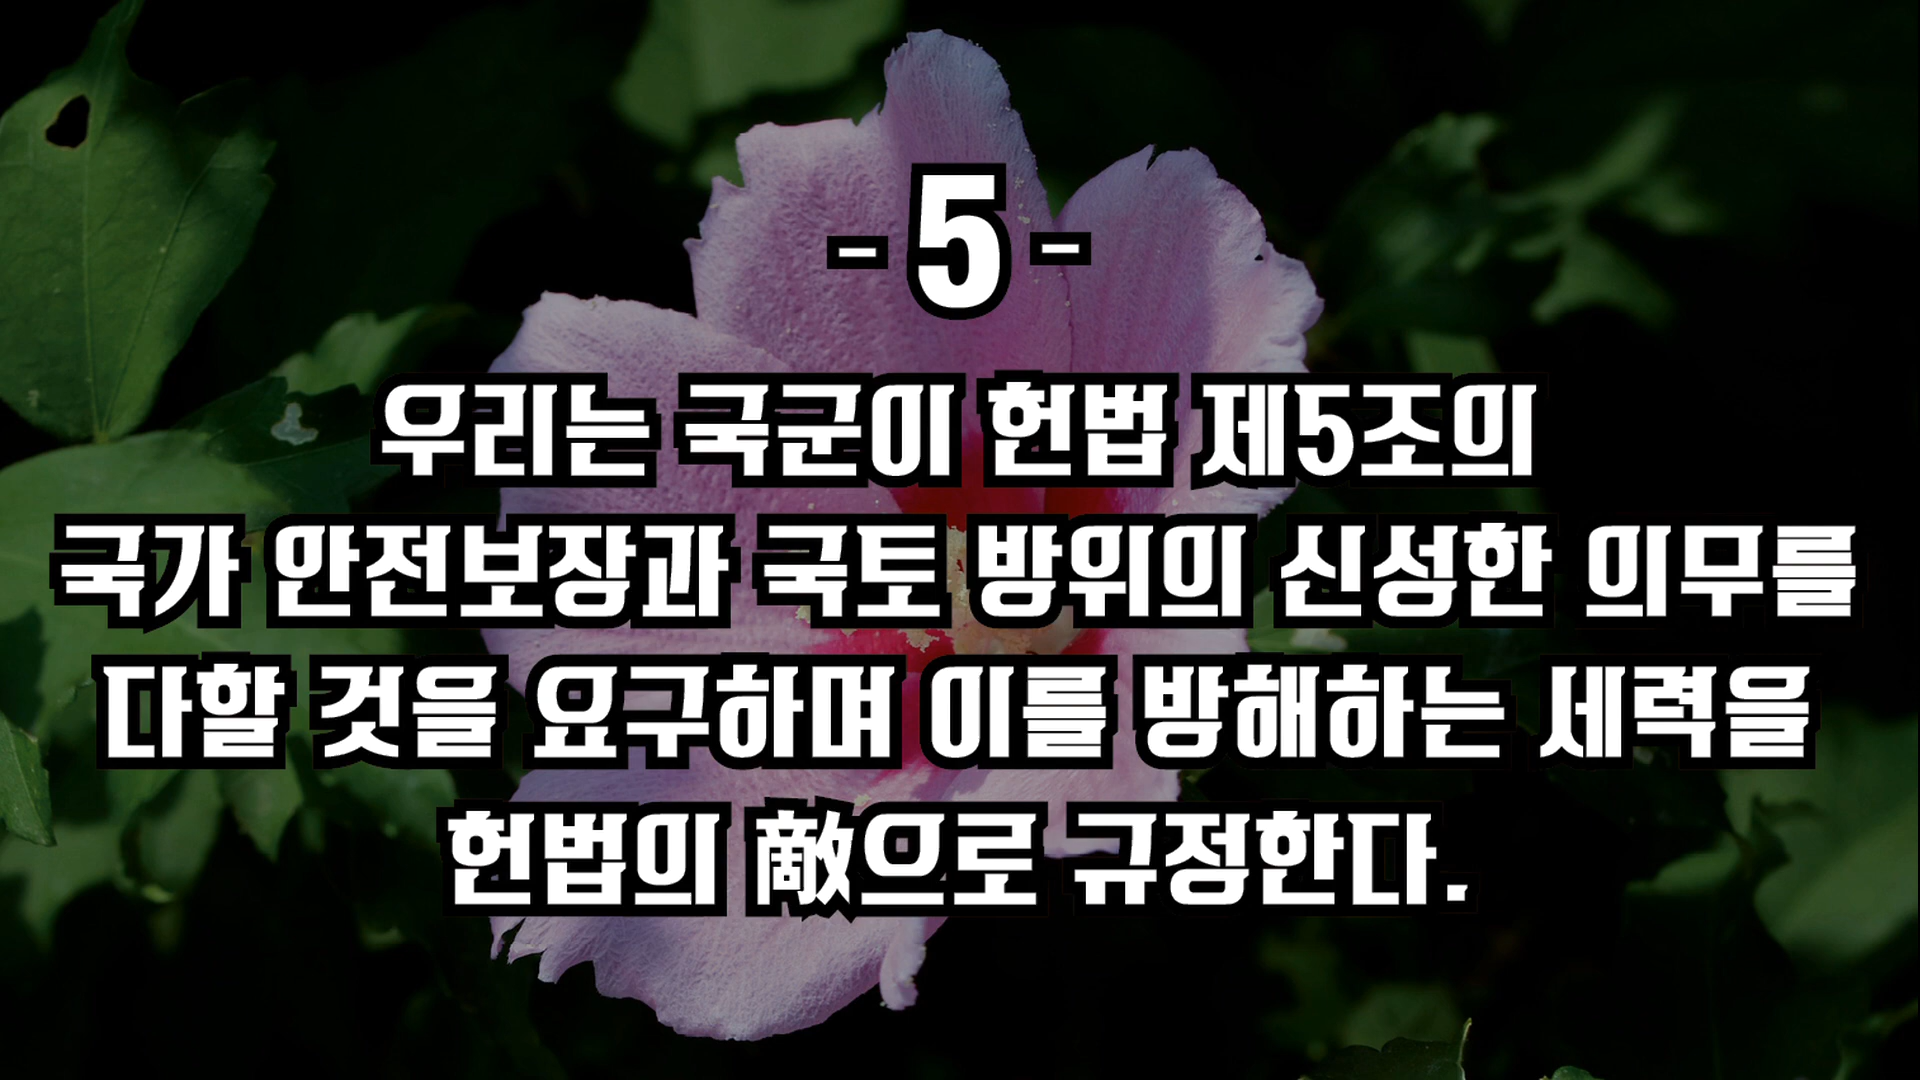 - 5 -
우리는 국군이 헌법 제5조의
국가 안전보장과 국토 방위의 신성한 의무를
다할 것을 요구하며 이를 방해하는 세력을
헌법의 敵으로 규정한다.